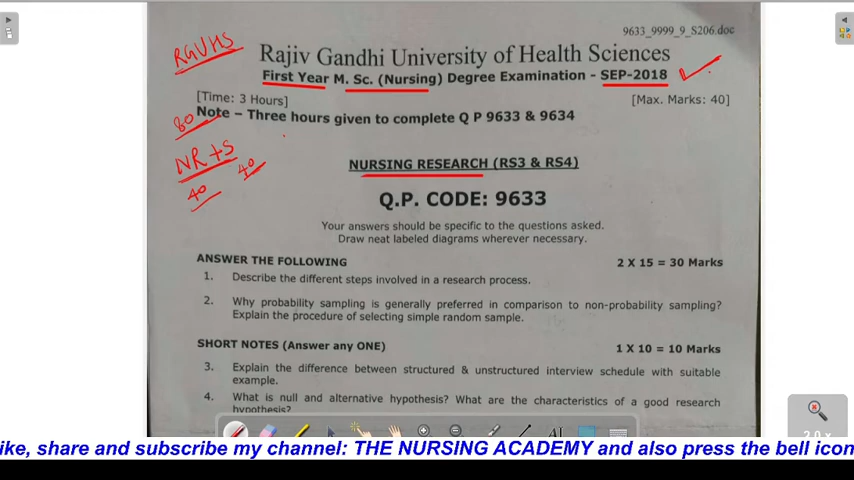 9633_9999_9_S206.doc
RGUHS
Rajiv Gandhi University of Health Sciences
First Year M. Sc. (Nursing) Degree Examination - SEP-2018
[Time: 3 Hours]
[Max. Marks: 40]
80
Note – Three hours given to complete Q P 9633 & 9634
NR + S
40
40
NURSING RESEARCH (RS3 & RS4)
Q.P. CODE: 9633
Your answers should be specific to the questions asked.
Draw neat labeled diagrams wherever necessary.
ANSWER THE FOLLOWING
2 X 15 = 30 Marks
1. Describe the different steps involved in a research process.
2. Why probability sampling is generally preferred in comparison to non-probability sampling?
Explain the procedure of selecting simple random sample.
SHORT NOTES (Answer any ONE)
1 X 10 = 10 Marks
3. Explain the difference between structured & unstructured interview schedule with suitable
example.
4. What is null and alternative hypothesis? What are the characteristics of a good research
hypothesis?
2.0 x
ike, share and subscribe my channel: THE NURSING ACADEMY and also press the bell icon